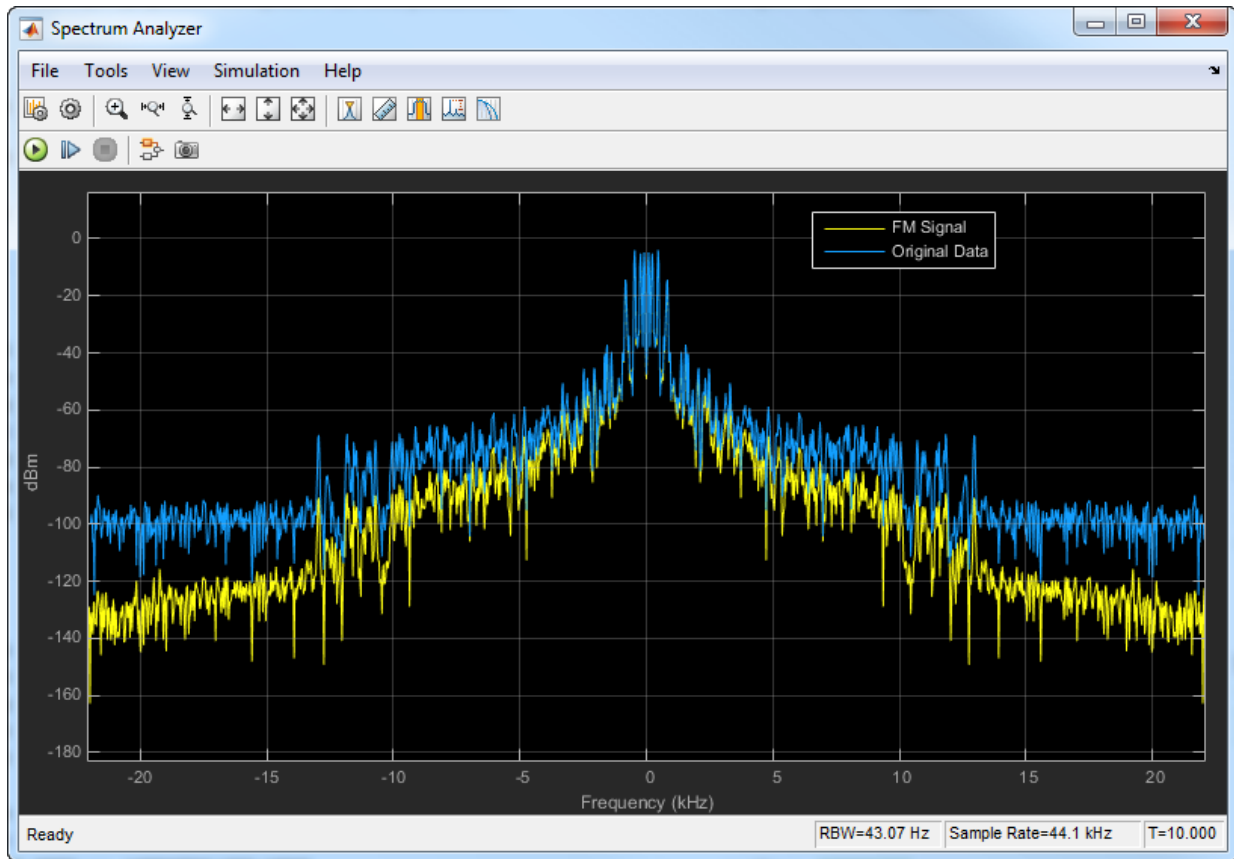 Spectrum Analyzer
File Tools View Simulation Help
FM Signal
Original Data
0
-20
-40
-60
-80
-100
-120
-140
-160
-180
dBm
-20 -15 -10 -5 0 5 10 15 20
Frequency (kHz)
Ready RBW=43.07 Hz Sample Rate=44.1 kHz T=10.000